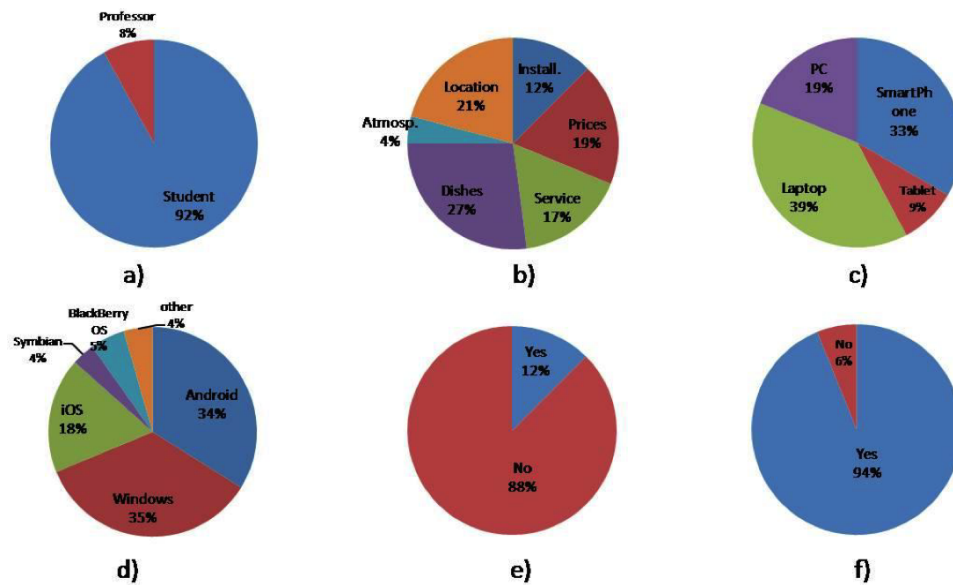 Professor
8%
Student
92%
a)
Install.
12%
Prices
19%
Service
17%
Dishes
27%
Atmosp.
4%
Location
21%
b)
SmartPh
one
33%
Tablet
9%
Laptop
39%
PC
19%
c)
Android
34%
Windows
35%
iOS
18%
Symbian
4%
BlackBerry
OS
5%
other
4%
d)
Yes
12%
No
88%
e)
No
6%
Yes
94%
f)